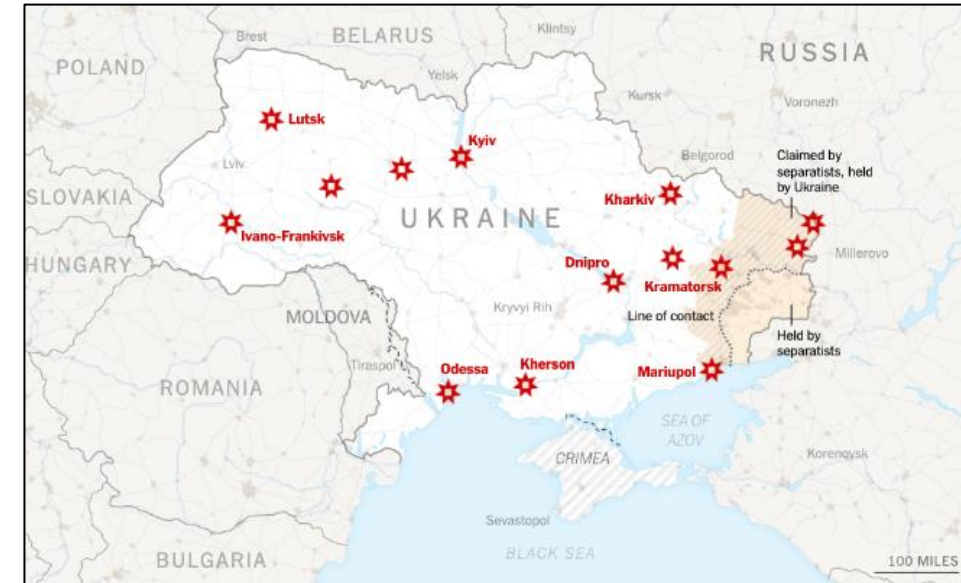 Brest
BELARUS
Klintsy
POLAND
RUSSIA
Yelsk
Kursk
Voronezh
Lutsk
Kyiv
Lviv
Belgorod
Claimed by
separatists, held
by Ukraine
SLOVAKIA
Kharkiv
UKRAINE
Ivano-Frankivsk
Millerovo
HUNGARY
Dnipro
Kramatorsk
Kryvyi Rih
Line of contact
MOLDOVA
Held by
separatists
Tiraspol
Odessa
Kherson
Mariupol
ROMANIA
SEA OF
AZOV
CRIMEA
Korenovsk
Sevastopol
BLACK SEA
BULGARIA
100 MILES